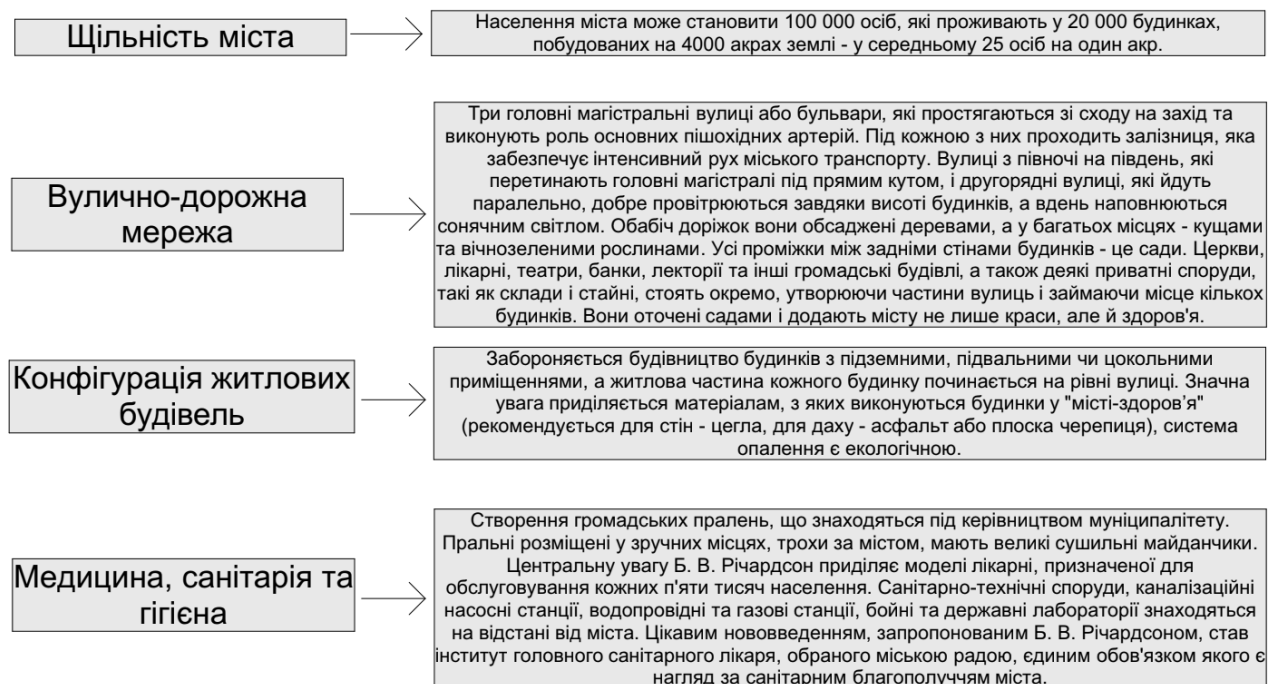 Щільність міста
Населення міста може становити 100 000 осіб, які проживають у 20 000 будинках,
побудованих на 4000 акрах землі - у середньому 25 осіб на один акр.
Вулично-дорожна
мережа
Три головні магістральні вулиці або бульвари, які простягаються зі сходу на захід та
виконують роль основних пішохідних артерій. Під кожною з них проходить залізниця, яка
забезпечує інтенсивний рух міського транспорту. Вулиці з півночі на південь, які
перетинають головні магістралі під прямим кутом, і другорядні вулиці, які йдуть
паралельно, добре провітрюються завдяки висоті будинків, а вдень наповнюються
сонячним світлом. Обабіч доріжок вони обсаджені деревами, а у багатьох місцях - кущами
та вічнозеленими рослинами. Усі проміжки між задніми стінами будинків - це сади. Церкви,
лікарні, театри, банки, лекторії та інші громадські будівлі, а також деякі приватні споруди,
такі як склади і стайні, стоять окремо, утворюючи частини вулиць і займаючи місце кількох
будинків. Вони оточені садами і додають місту не лише краси, але й здоров'я.
Конфігурація житлових
будівель
Забороняється будівництво будинків з підземними, підвальними чи цокольними
приміщеннями, а житлова частина кожного будинку починається на рівні вулиці. Значна
увага приділяється матеріалам, з яких виконуються будинки у "місті-здоров’я"
(рекомендується для стін - цегла, для даху - асфальт або плоска черепиця), система
опалення є екологічною.
Медицина, санітарія та
гігієна
Створення громадських пралень, що знаходяться під керівництвом муніципалітету.
Пральні розміщені у зручних місцях, трохи за містом, мають великі сушильні майданчики.
Центральну увагу Б. В. Річардсон приділяє моделі лікарні, призначеної для
обслуговування кожних п'яти тисяч населення. Санітарно-технічні споруди, каналізаційні
насосні станції, водопровідні та газові станції, бойні та державні лабораторії знаходяться
на відстані від міста. Цікавим нововведенням, запропонованим Б. В. Річардсоном, став
інститут головного санітарного лікаря, обраного міською радою, єдиним обов'язком якого є
нагляд за санітарним благополуччям міста.